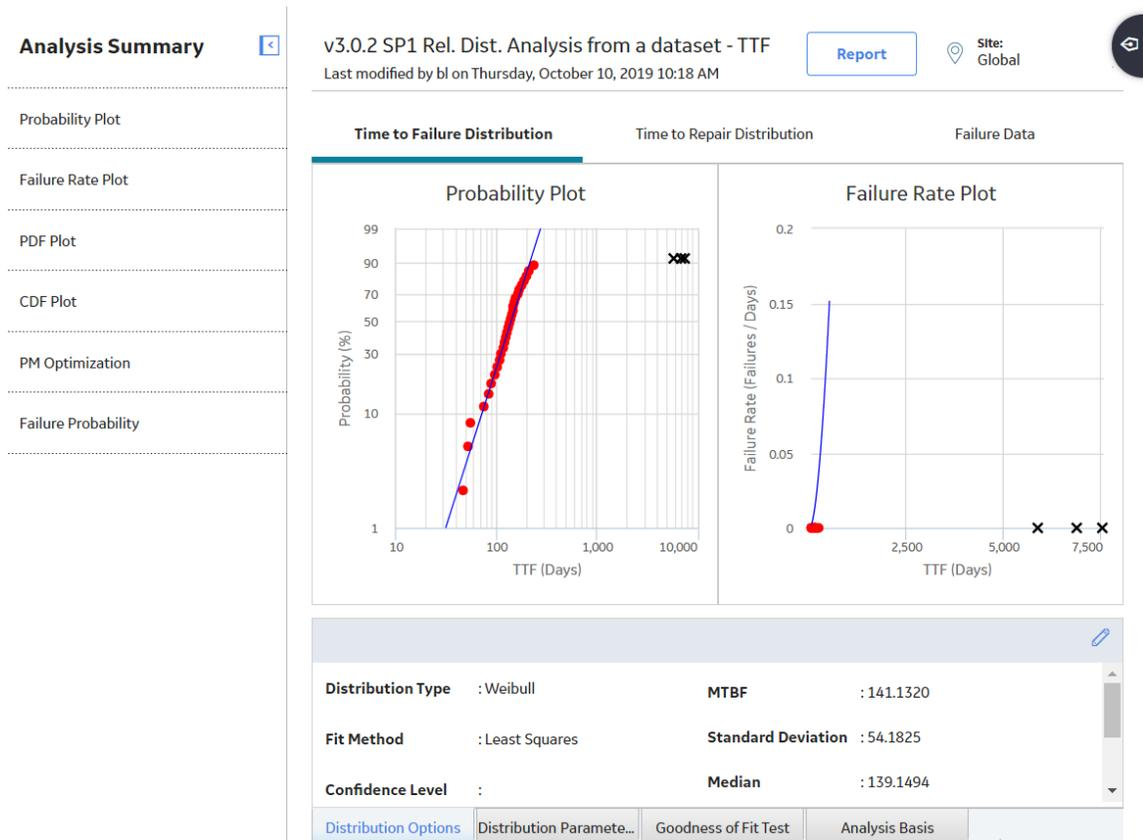 Analysis Summary
Probability Plot
Failure Rate Plot
PDF Plot
CDF Plot
PM Optimization
Failure Probability
v3.0.2 SP1 Rel. Dist. Analysis from a dataset - TTF
Last modified by bl on Thursday, October 10, 2019 10:18 AM
Report
Site:
Global
Time to Failure Distribution
Time to Repair Distribution
Failure Data
Probability Plot
99
90
70
50
30
10
1
Probability (%)
10
100
1,000
10,000
TTF (Days)
Failure Rate Plot
0.2
0.15
0.1
0.05
0
Failure Rate (Failures / Days)
2,500
5,000
7,500
TTF (Days)
Distribution Type : Weibull
Fit Method : Least Squares
Confidence Level :
MTBF : 141.1320
Standard Deviation : 54.1825
Median : 139.1494
Distribution Options
Distribution Paramete...
Goodness of Fit Test
Analysis Basis